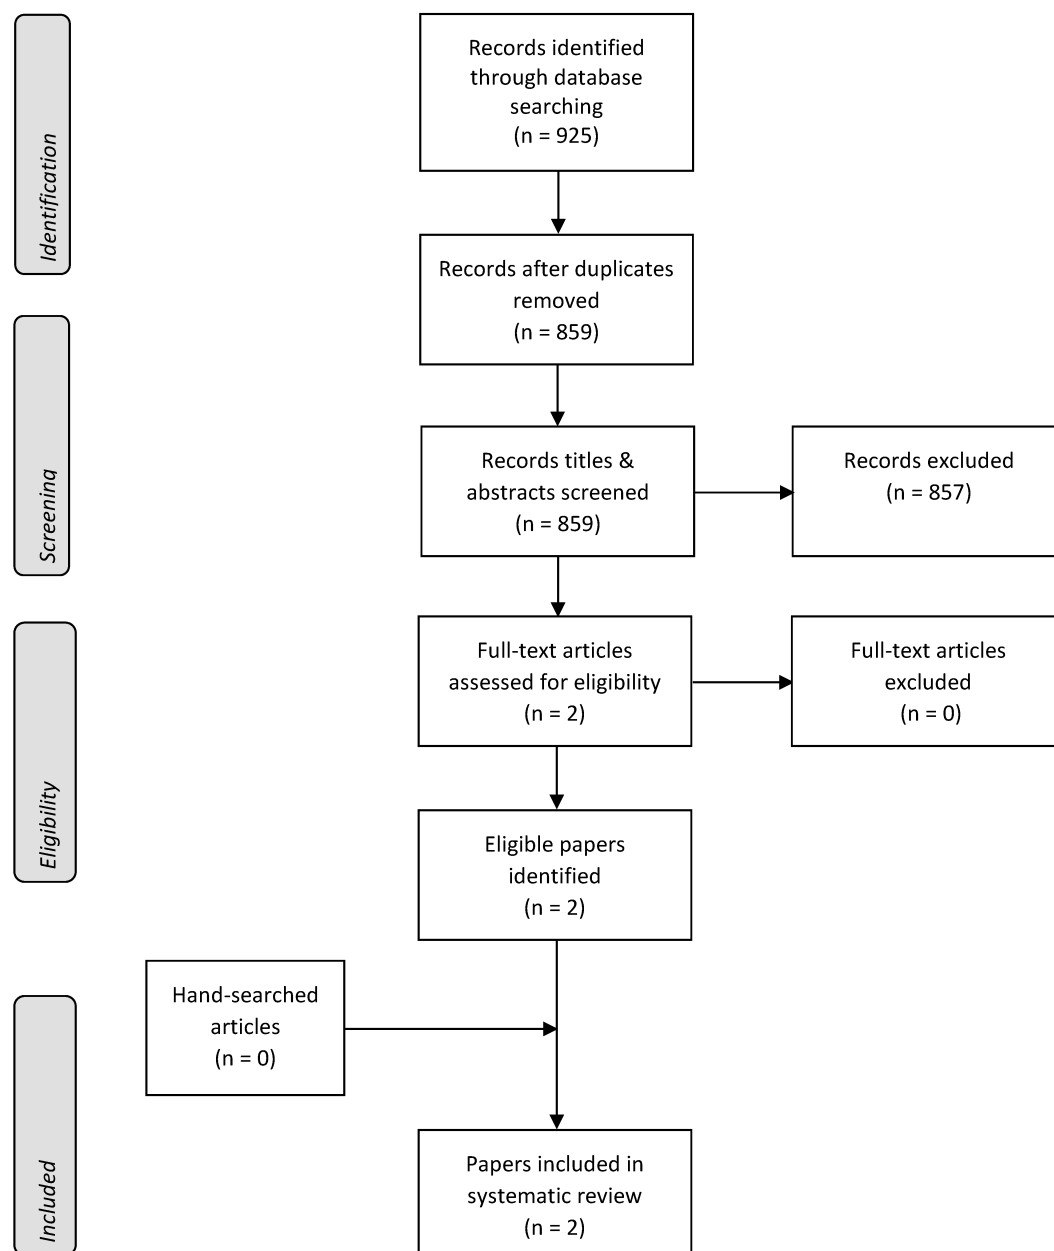 Identification
Records identified
through database
searching
(n = 925)
Records after duplicates
removed
(n = 859)
Screening
Records titles &
abstracts screened
(n = 859)
Records excluded
(n = 857)
Eligibility
Full-text articles
assessed for eligibility
(n = 2)
Full-text articles
excluded
(n = 0)
Eligible papers
identified
(n = 2)
Hand-searched
articles
(n = 0)
Included
Papers included in
systematic review
(n = 2)